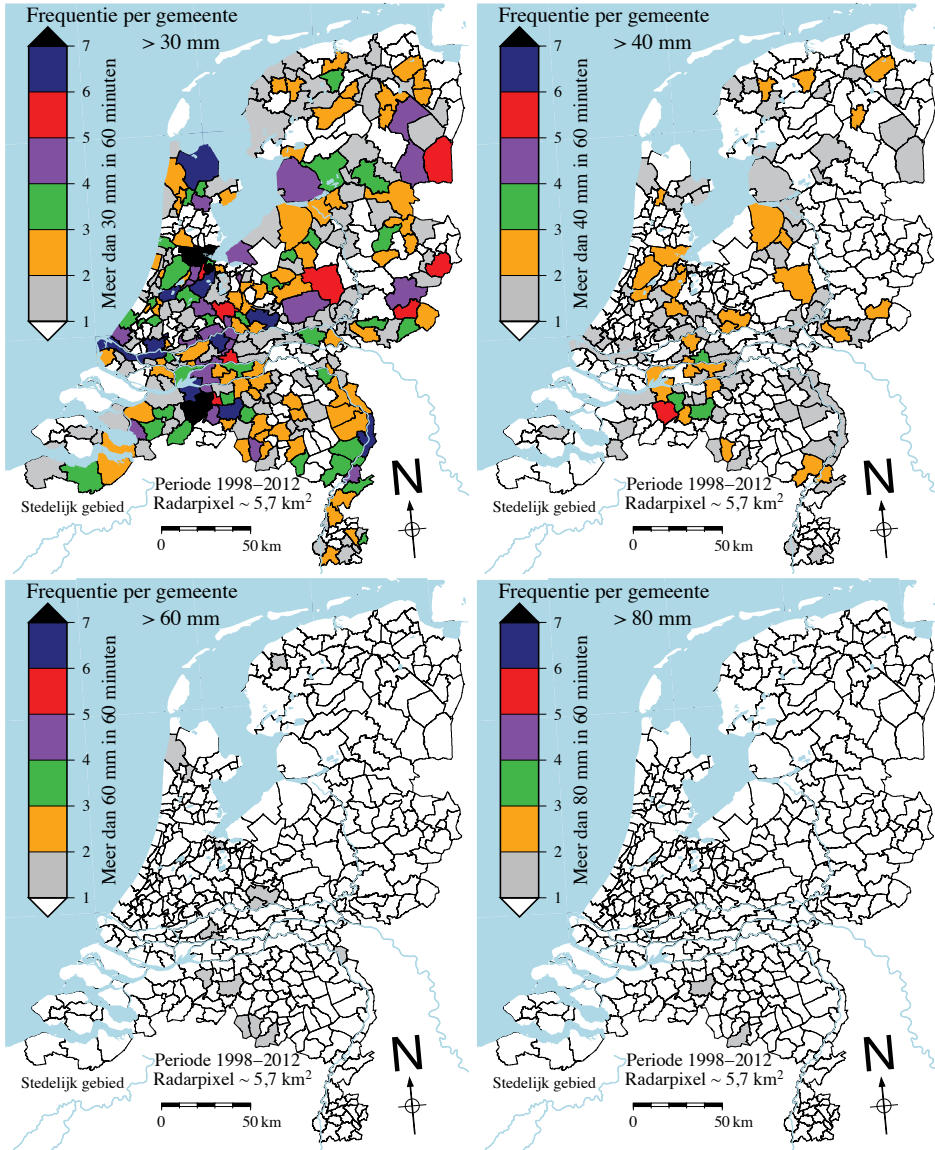 Frequentie per gemeente
> 30 mm
7
6
5
4
3
2
1
Meer dan 30 mm in 60 minuten
Periode 1998–2012
Radarpixel ~ 5,7 km²
Stedelijk gebied
0 50 km
N
Frequentie per gemeente
> 40 mm
7
6
5
4
3
2
1
Meer dan 40 mm in 60 minuten
Periode 1998–2012
Radarpixel ~ 5,7 km²
Stedelijk gebied
0 50 km
N
Frequentie per gemeente
> 60 mm
7
6
5
4
3
2
1
Meer dan 60 mm in 60 minuten
Periode 1998–2012
Radarpixel ~ 5,7 km²
Stedelijk gebied
0 50 km
N
Frequentie per gemeente
> 80 mm
7
6
5
4
3
2
1
Meer dan 80 mm in 60 minuten
Periode 1998–2012
Radarpixel ~ 5,7 km²
Stedelijk gebied
0 50 km
N